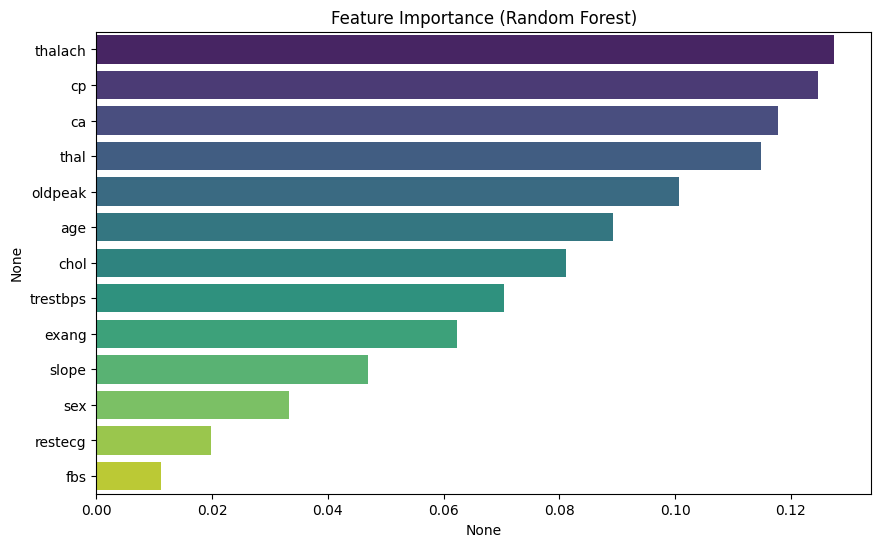 Feature Importance (Random Forest)
thalach
cp
ca
thal
oldpeak
age
chol
trestbps
exang
slope
sex
restecg
fbs
None
0.00 0.02 0.04 0.06 0.08 0.10 0.12
None